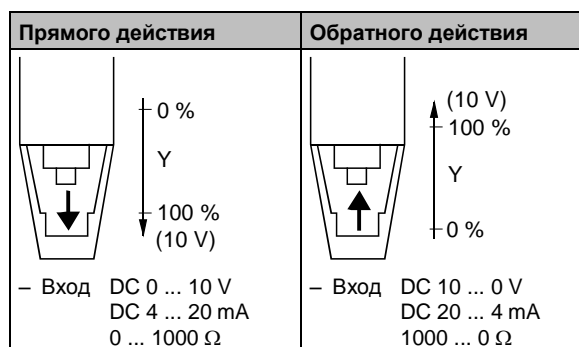 Прямого действия
0 %
Y
100 %
(10 V)
– Вход DC 0 ... 10 V
DC 4 ... 20 mA
0 ... 1000 Ω
Обратного действия
(10 V)
100 %
Y
0 %
– Вход DC 10 ... 0 V
DC 20 ... 4 mA
1000 ... 0 Ω